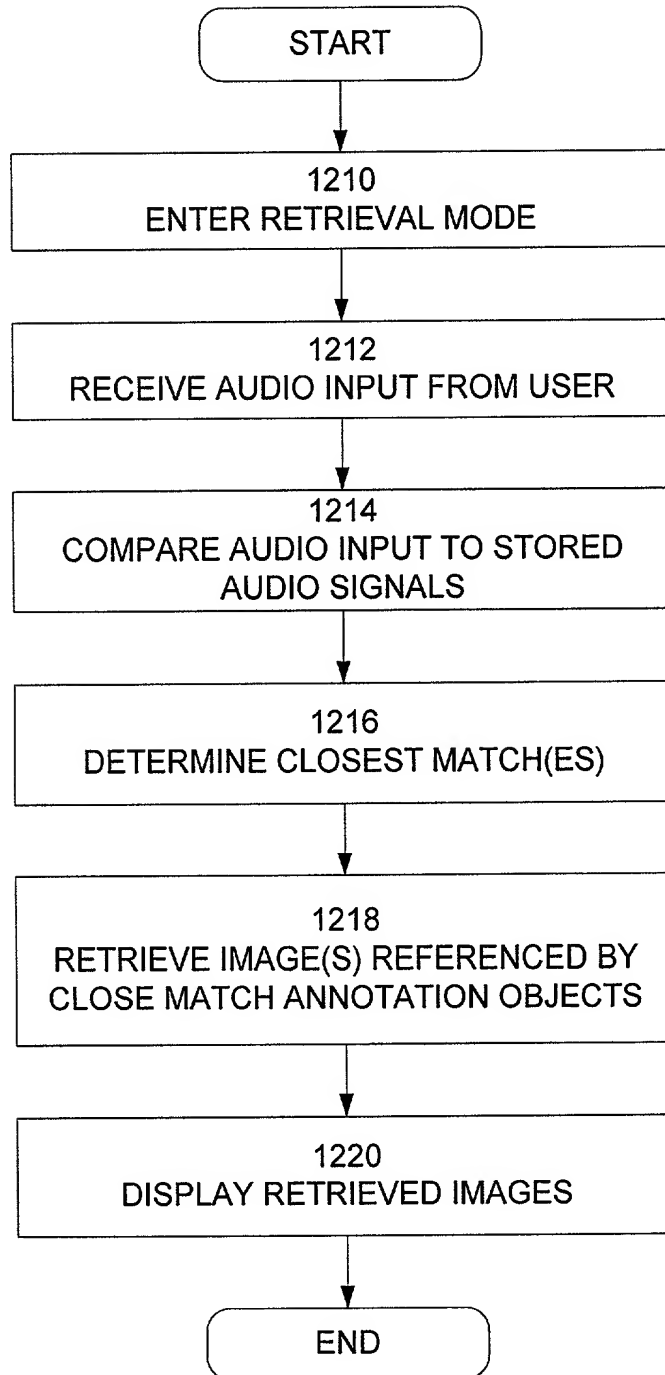 START
1210
ENTER RETRIEVAL MODE
1212
RECEIVE AUDIO INPUT FROM USER
1214
COMPARE AUDIO INPUT TO STORED
AUDIO SIGNALS
1216
DETERMINE CLOSEST MATCH(ES)
1218
RETRIEVE IMAGE(S) REFERENCED BY
CLOSE MATCH ANNOTATION OBJECTS
1220
DISPLAY RETRIEVED IMAGES
END